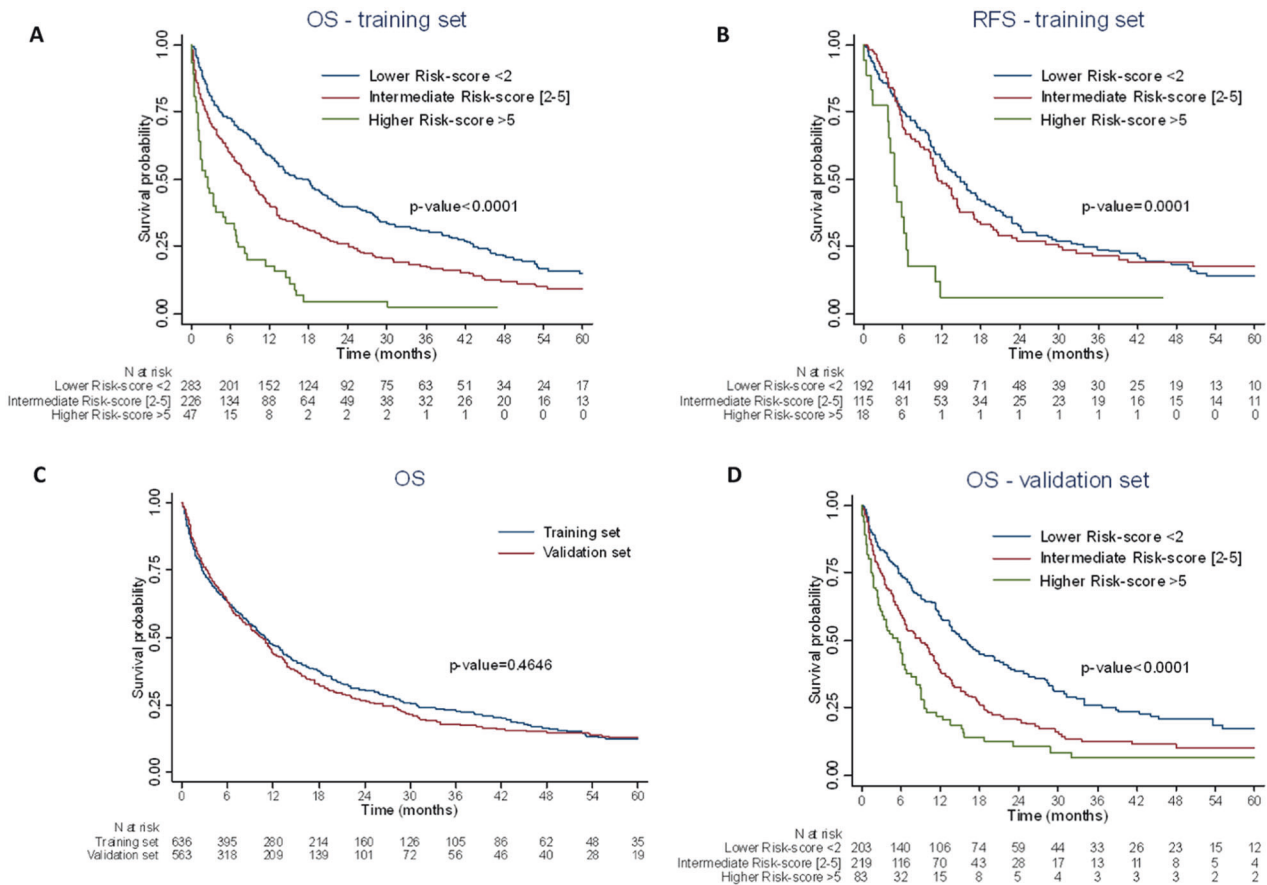 A
OS - training set
Survival probability
1.00
0.75
0.50
0.25
0.00
Lower Risk-score <2
Intermediate Risk-score [2-5]
Higher Risk-score >5
p-value<0.0001
0 6 12 18 24 30 36 42 48 54 60
Time (months)
N at risk
Lower Risk-score <2 283 201 152 124 92 75 63 51 34 24 17
Intermediate Risk-score [2-5] 226 134 88 64 49 38 32 26 20 16 13
Higher Risk-score >5 47 15 8 2 2 2 1 1 0 0 0
B
RFS - training set
Survival probability
1.00
0.75
0.50
0.25
0.00
Lower Risk-score <2
Intermediate Risk-score [2-5]
Higher Risk-score >5
p-value=0.0001
0 6 12 18 24 30 36 42 48 54 60
Time (months)
N at risk
Lower Risk-score <2 192 141 99 71 48 39 30 25 19 13 10
Intermediate Risk-score [2-5] 115 81 53 34 25 23 19 16 15 14 11
Higher Risk-score >5 18 6 1 1 1 1 1 1 0 0 0
C
OS
Survival probability
1.00
0.75
0.50
0.25
0.00
Training set
Validation set
p-value=0.4646
0 6 12 18 24 30 36 42 48 54 60
Time (months)
N at risk
Training set 636 395 280 214 160 126 105 86 62 48 35
Validation set 563 318 209 139 101 72 56 46 40 28 19
D
OS - validation set
Survival probability
1.00
0.75
0.50
0.25
0.00
Lower Risk-score <2
Intermediate Risk-score [2-5]
Higher Risk-score >5
p-value<0.0001
0 6 12 18 24 30 36 42 48 54 60
Time (months)
N at risk
Lower Risk-score <2 203 140 106 74 59 44 33 26 23 15 12
Intermediate Risk-score [2-5] 219 116 70 43 28 17 13 11 8 5 4
Higher Risk-score >5 83 32 15 8 5 4 3 3 3 2 2